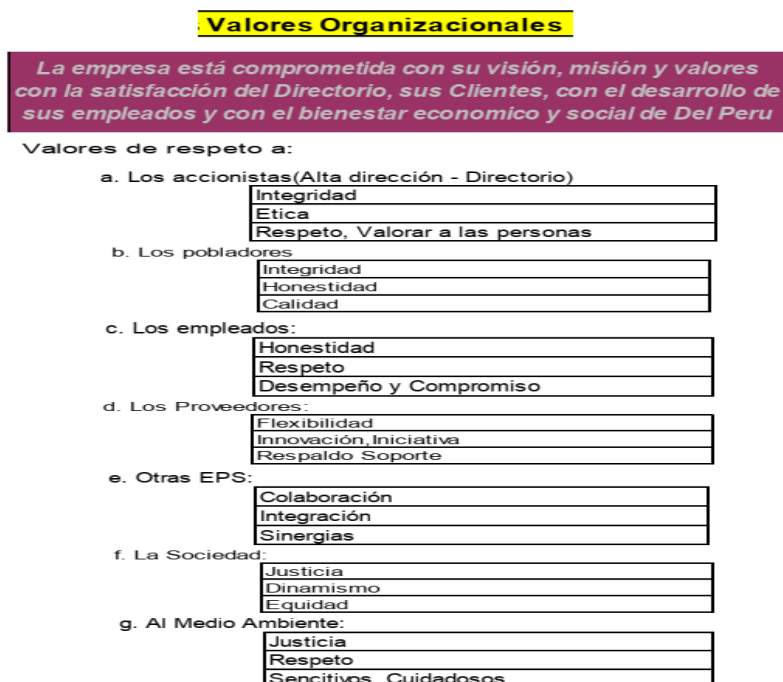 Valores Organizacionales
La empresa está comprometida con su visión, misión y valores
con la satisfacción del Directorio, sus Clientes, con el desarrollo de
sus empleados y con el bienestar economico y social de Del Peru
Valores de respeto a:
a. Los accionistas(Alta dirección - Directorio)
Integridad
Etica
Respeto, Valorar a las personas
b. Los pobladores
Integridad
Honestidad
Calidad
c. Los empleados:
Honestidad
Respeto
Desempeño y Compromiso
d. Los Proveedores:
Flexibilidad
Innovación,Iniciativa
Respaldo Soporte
e. Otras EPS:
Colaboración
Integración
Sinergias
f. La Sociedad:
Justicia
Dinamismo
Equidad
g. Al Medio Ambiente:
Justicia
Respeto
Sencitivos, Cuidadosos